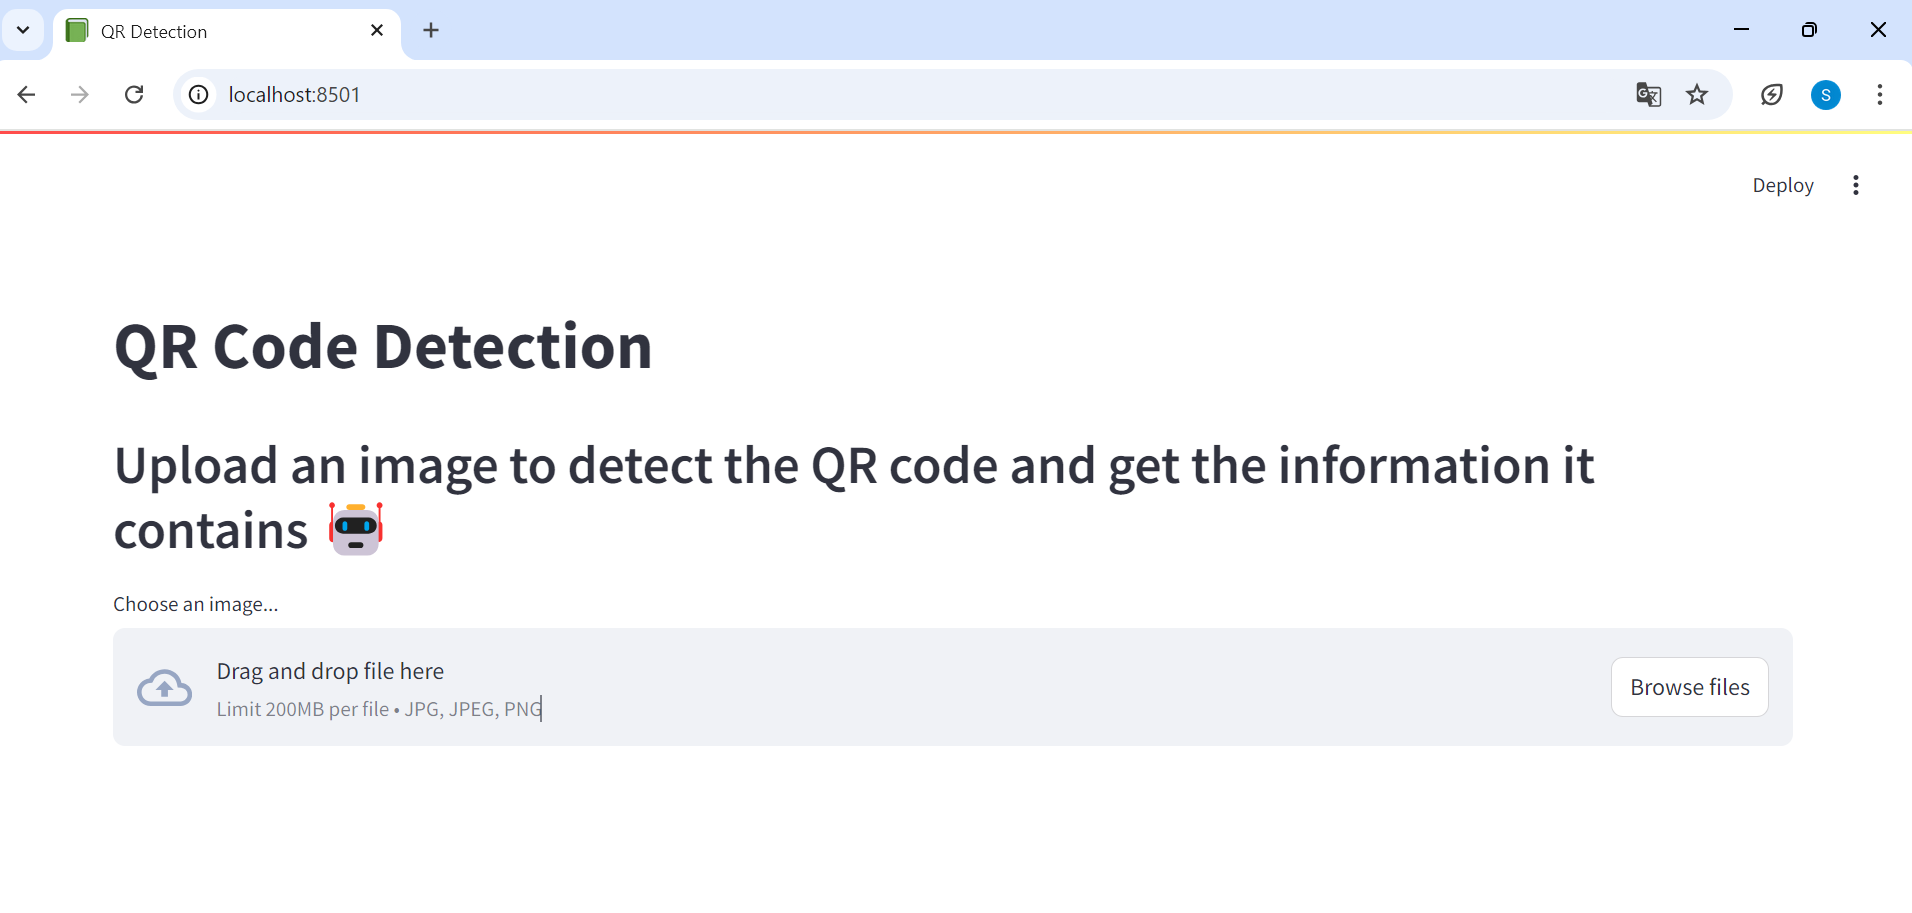 QR Detection
localhost:8501
S
Deploy
QR Code Detection
Upload an image to detect the QR code and get the information it
contains 🤖
Choose an image...
Drag and drop file here
Limit 200MB per file • JPG, JPEG, PNG
Browse files